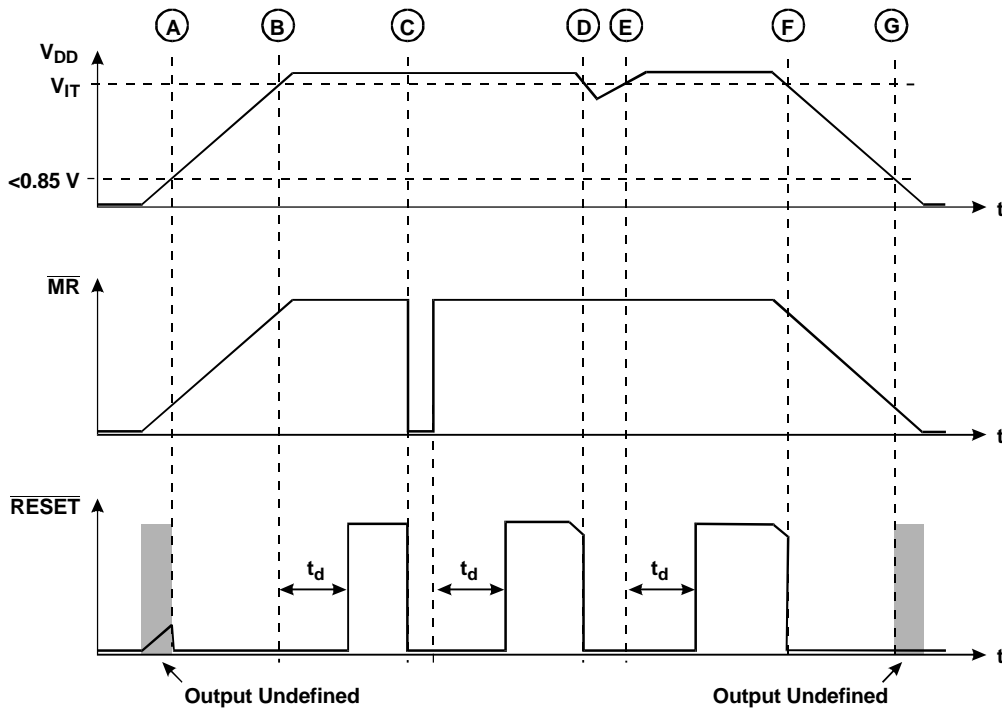 A B C D E F G
VDD
VIT
<0.85 V
t
MR
t
RESET
td td td
t
Output Undefined Output Undefined